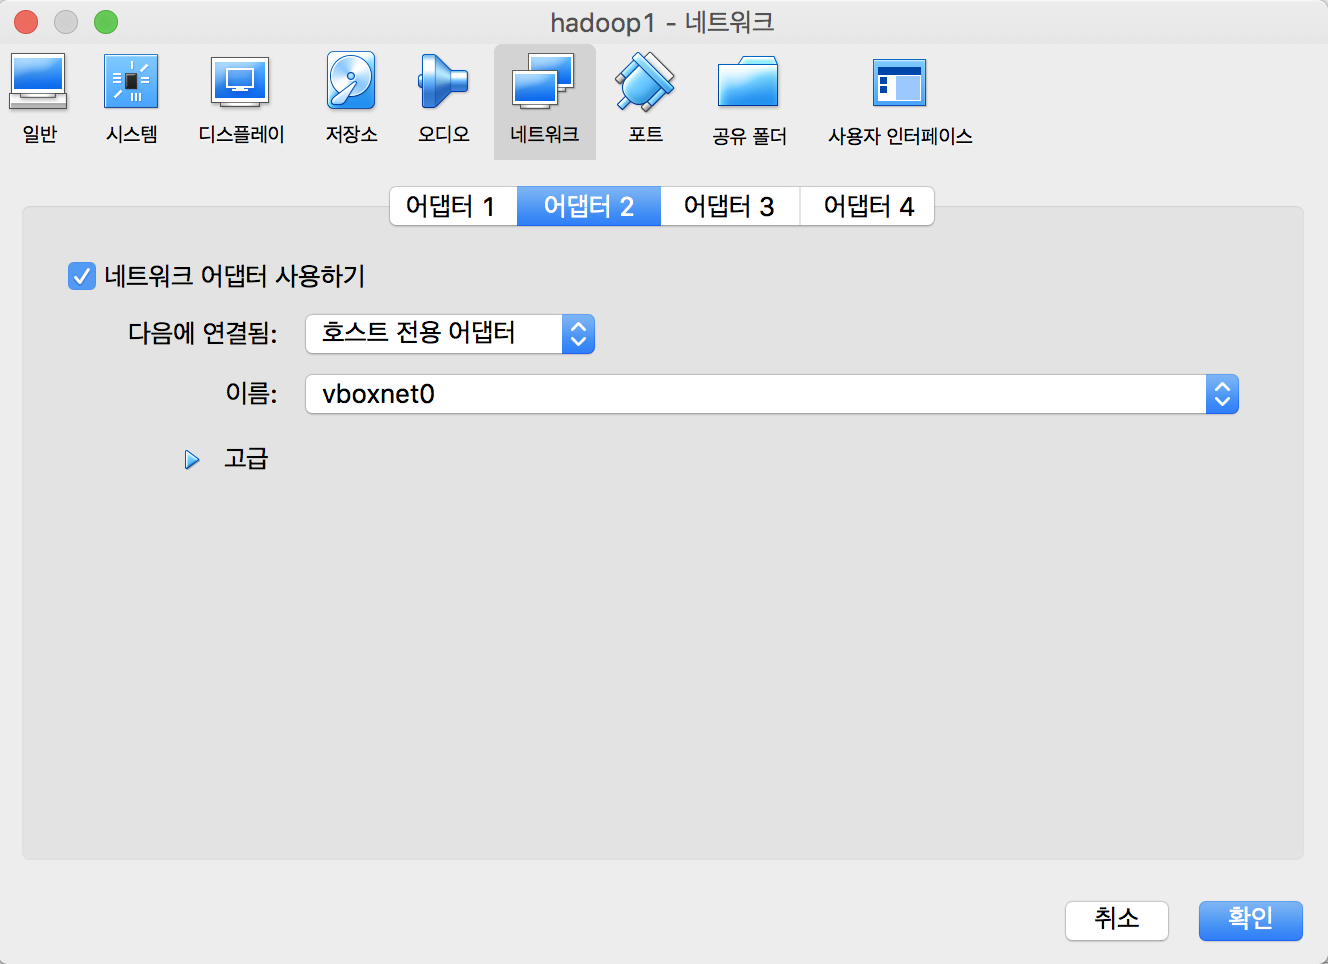 hadoop1 - 네트워크
일반 시스템 디스플레이 저장소 오디오 네트워크 포트 공유 폴더 사용자 인터페이스
어댑터 1 어댑터 2 어댑터 3 어댑터 4
네트워크 어댑터 사용하기
다음에 연결됨: 호스트 전용 어댑터
이름: vboxnet0
고급
취소 확인